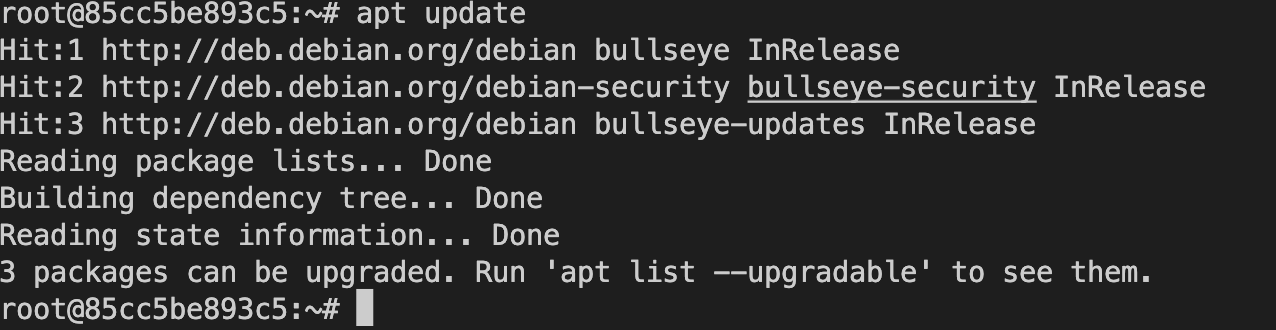 root@85cc5be893c5:~# apt update
Hit:1 http://deb.debian.org/debian bullseye InRelease
Hit:2 http://deb.debian.org/debian-security bullseye-security InRelease
Hit:3 http://deb.debian.org/debian bullseye-updates InRelease
Reading package lists... Done
Building dependency tree... Done
Reading state information... Done
3 packages can be upgraded. Run 'apt list --upgradable' to see them.
root@85cc5be893c5:~#